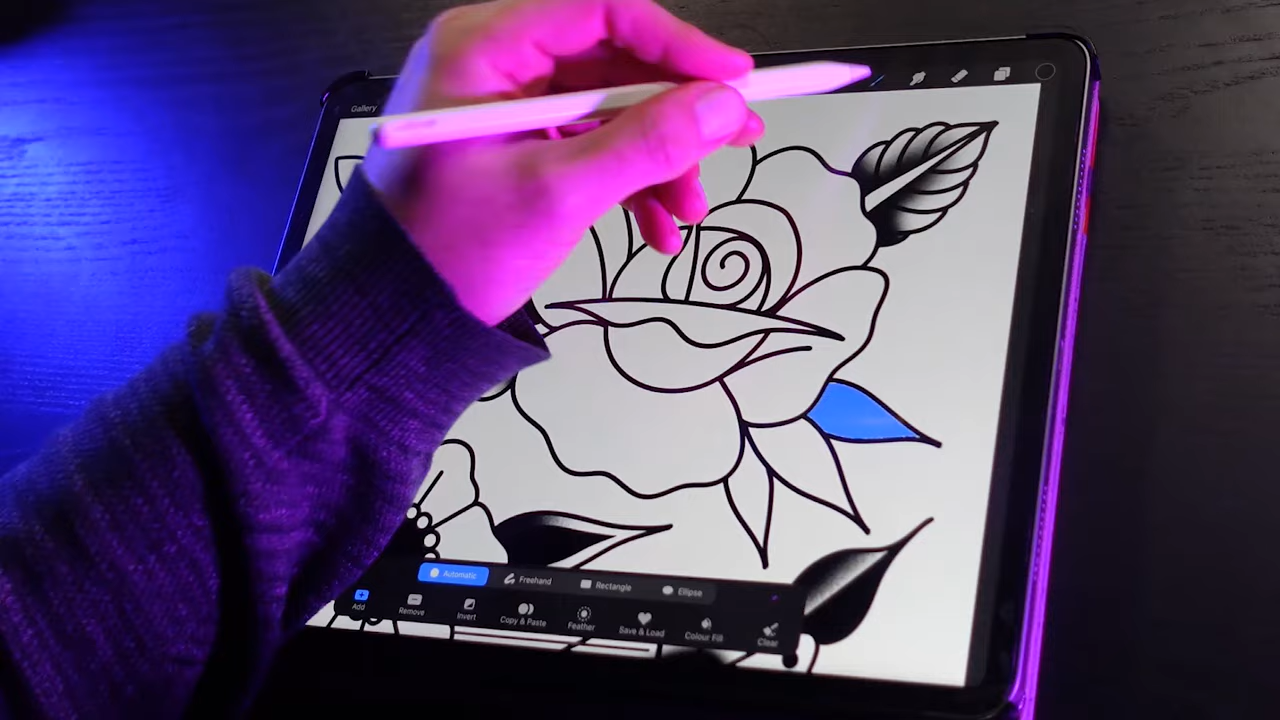 Gallery
Automatic Freehand Rectangle Ellipse
Add Remove Invert Copy & Paste Feather Save & Load Colour Fill Clear